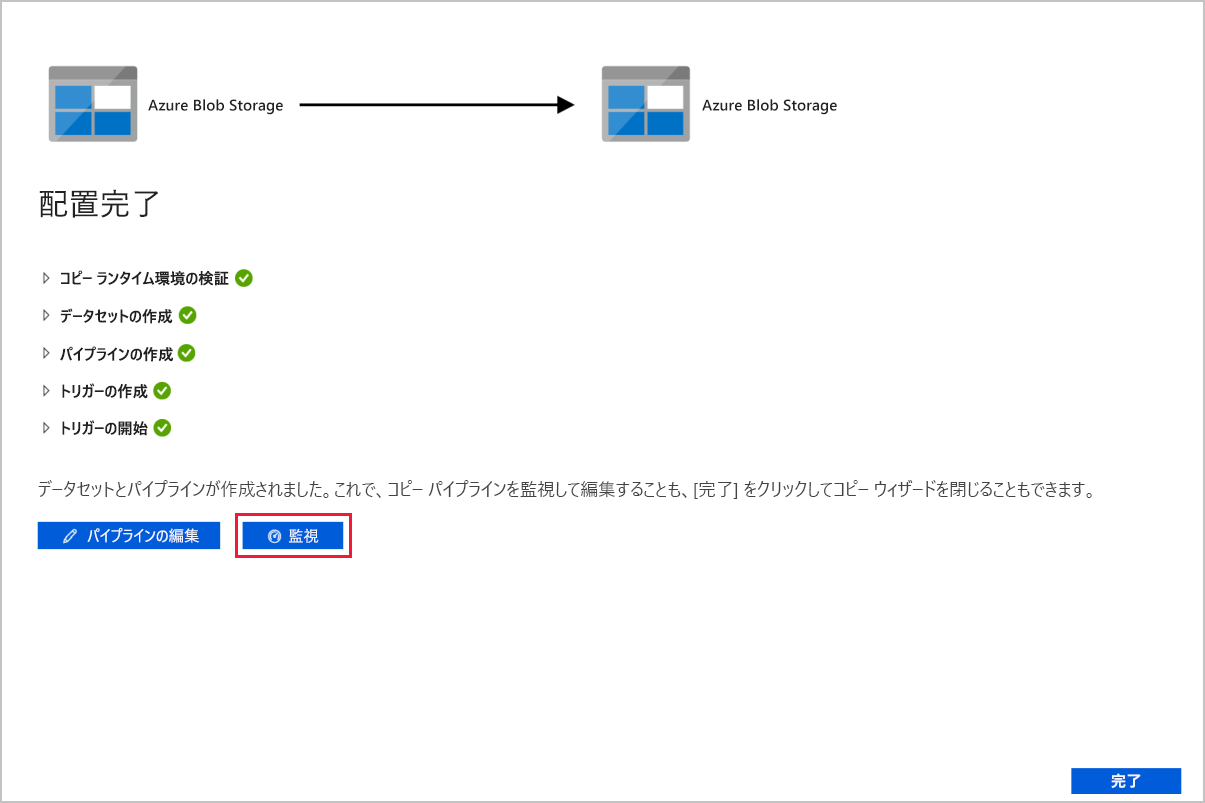 Azure Blob Storage
Azure Blob Storage
配置完了
コピー ランタイム環境の検証
データセットの作成
パイプラインの作成
トリガーの作成
トリガーの開始
データセットとパイプラインが作成されました。これで、コピー パイプラインを監視して編集することも、[完了] をクリックしてコピー ウィザードを閉じることもできます。
パイプラインの編集
監視
完了